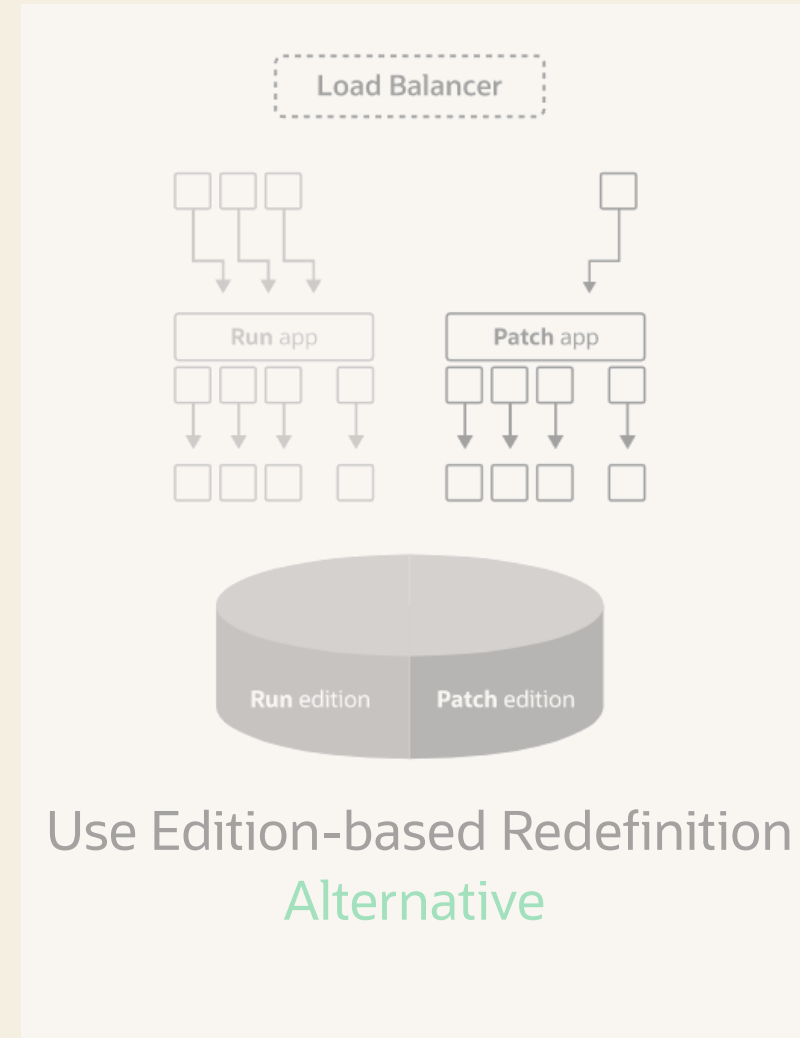 Load Balancer
Run app
Patch app
Run edition
Patch edition
Use Edition-based Redefinition
Alternative